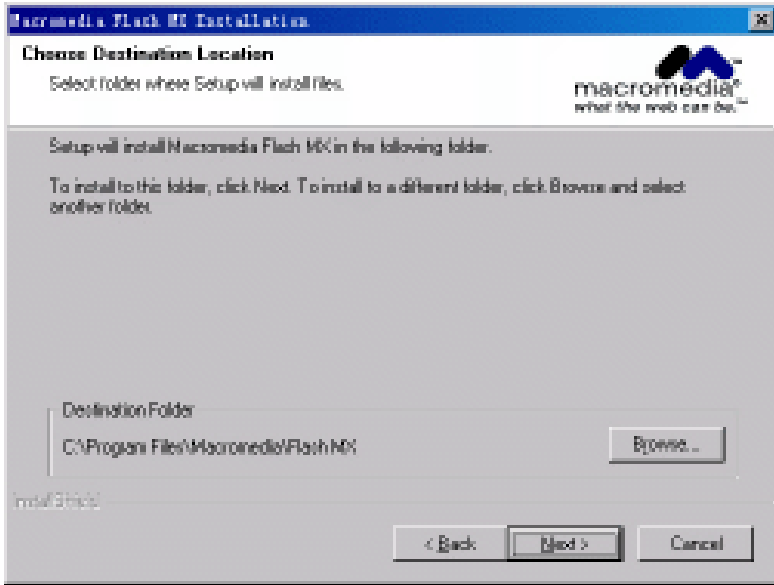 Macromedia Flash MX Installation
Choose Destination Location
Select folder where Setup will install files.
macromedia®
what the web can be.™
Setup will install Macromedia Flash MX in the following folder.
To install to this folder, click Next. To install to a different folder, click Browse and select
another folder.
Destination Folder
C:\Program Files\Macromedia\Flash MX
Browse...
InstallShield
< Back
Next >
Cancel